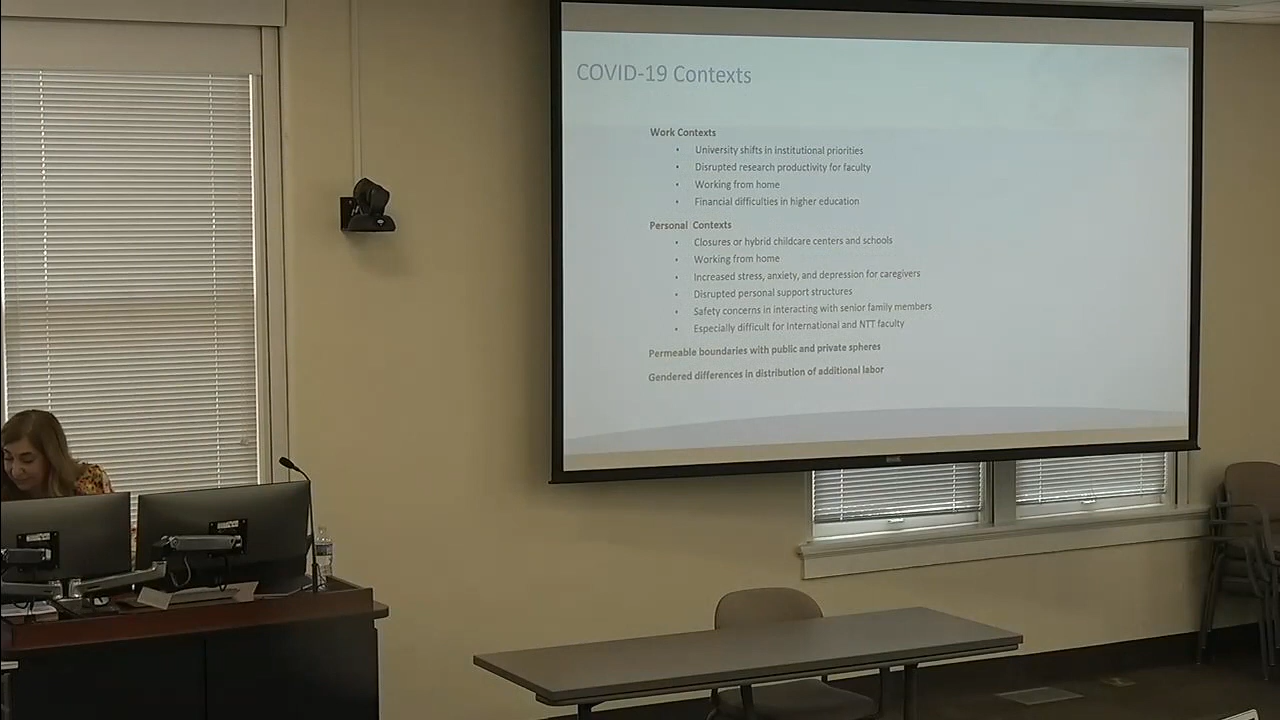 COVID-19 Contexts
Work Contexts
• University shifts in institutional priorities
• Disrupted research productivity for faculty
• Working from home
• Financial difficulties in higher education
Personal Contexts
• Closures or hybrid childcare centers and schools
• Working from home
• Increased stress, anxiety, and depression for caregivers
• Disrupted personal support structures
• Safety concerns in interacting with senior family members
• Especially difficult for International and NTT faculty
Permeable boundaries with public and private spheres
Gendered differences in distribution of additional labor